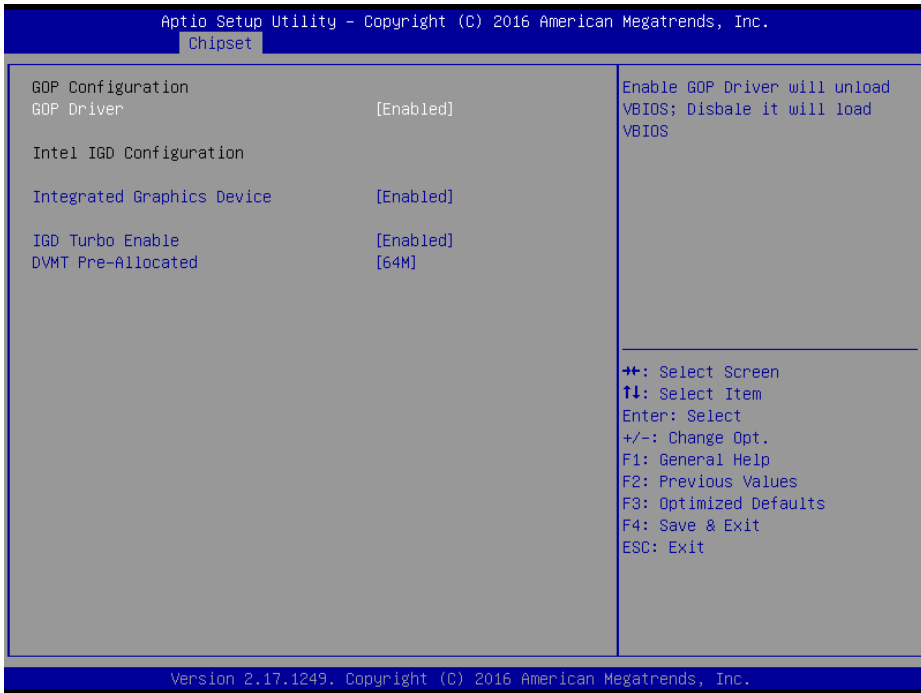 Aptio Setup Utility – Copyright (C) 2016 American Megatrends, Inc.
Chipset
GOP Configuration
GOP Driver [Enabled]
Intel IGD Configuration
Integrated Graphics Device [Enabled]
IGD Turbo Enable [Enabled]
DVMT Pre-Allocated [64M]
Enable GOP Driver will unload
VBIOS; Disbale it will load
VBIOS
→←: Select Screen
↑↓: Select Item
Enter: Select
+/-: Change Opt.
F1: General Help
F2: Previous Values
F3: Optimized Defaults
F4: Save & Exit
ESC: Exit
Version 2.17.1249. Copyright (C) 2016 American Megatrends, Inc.